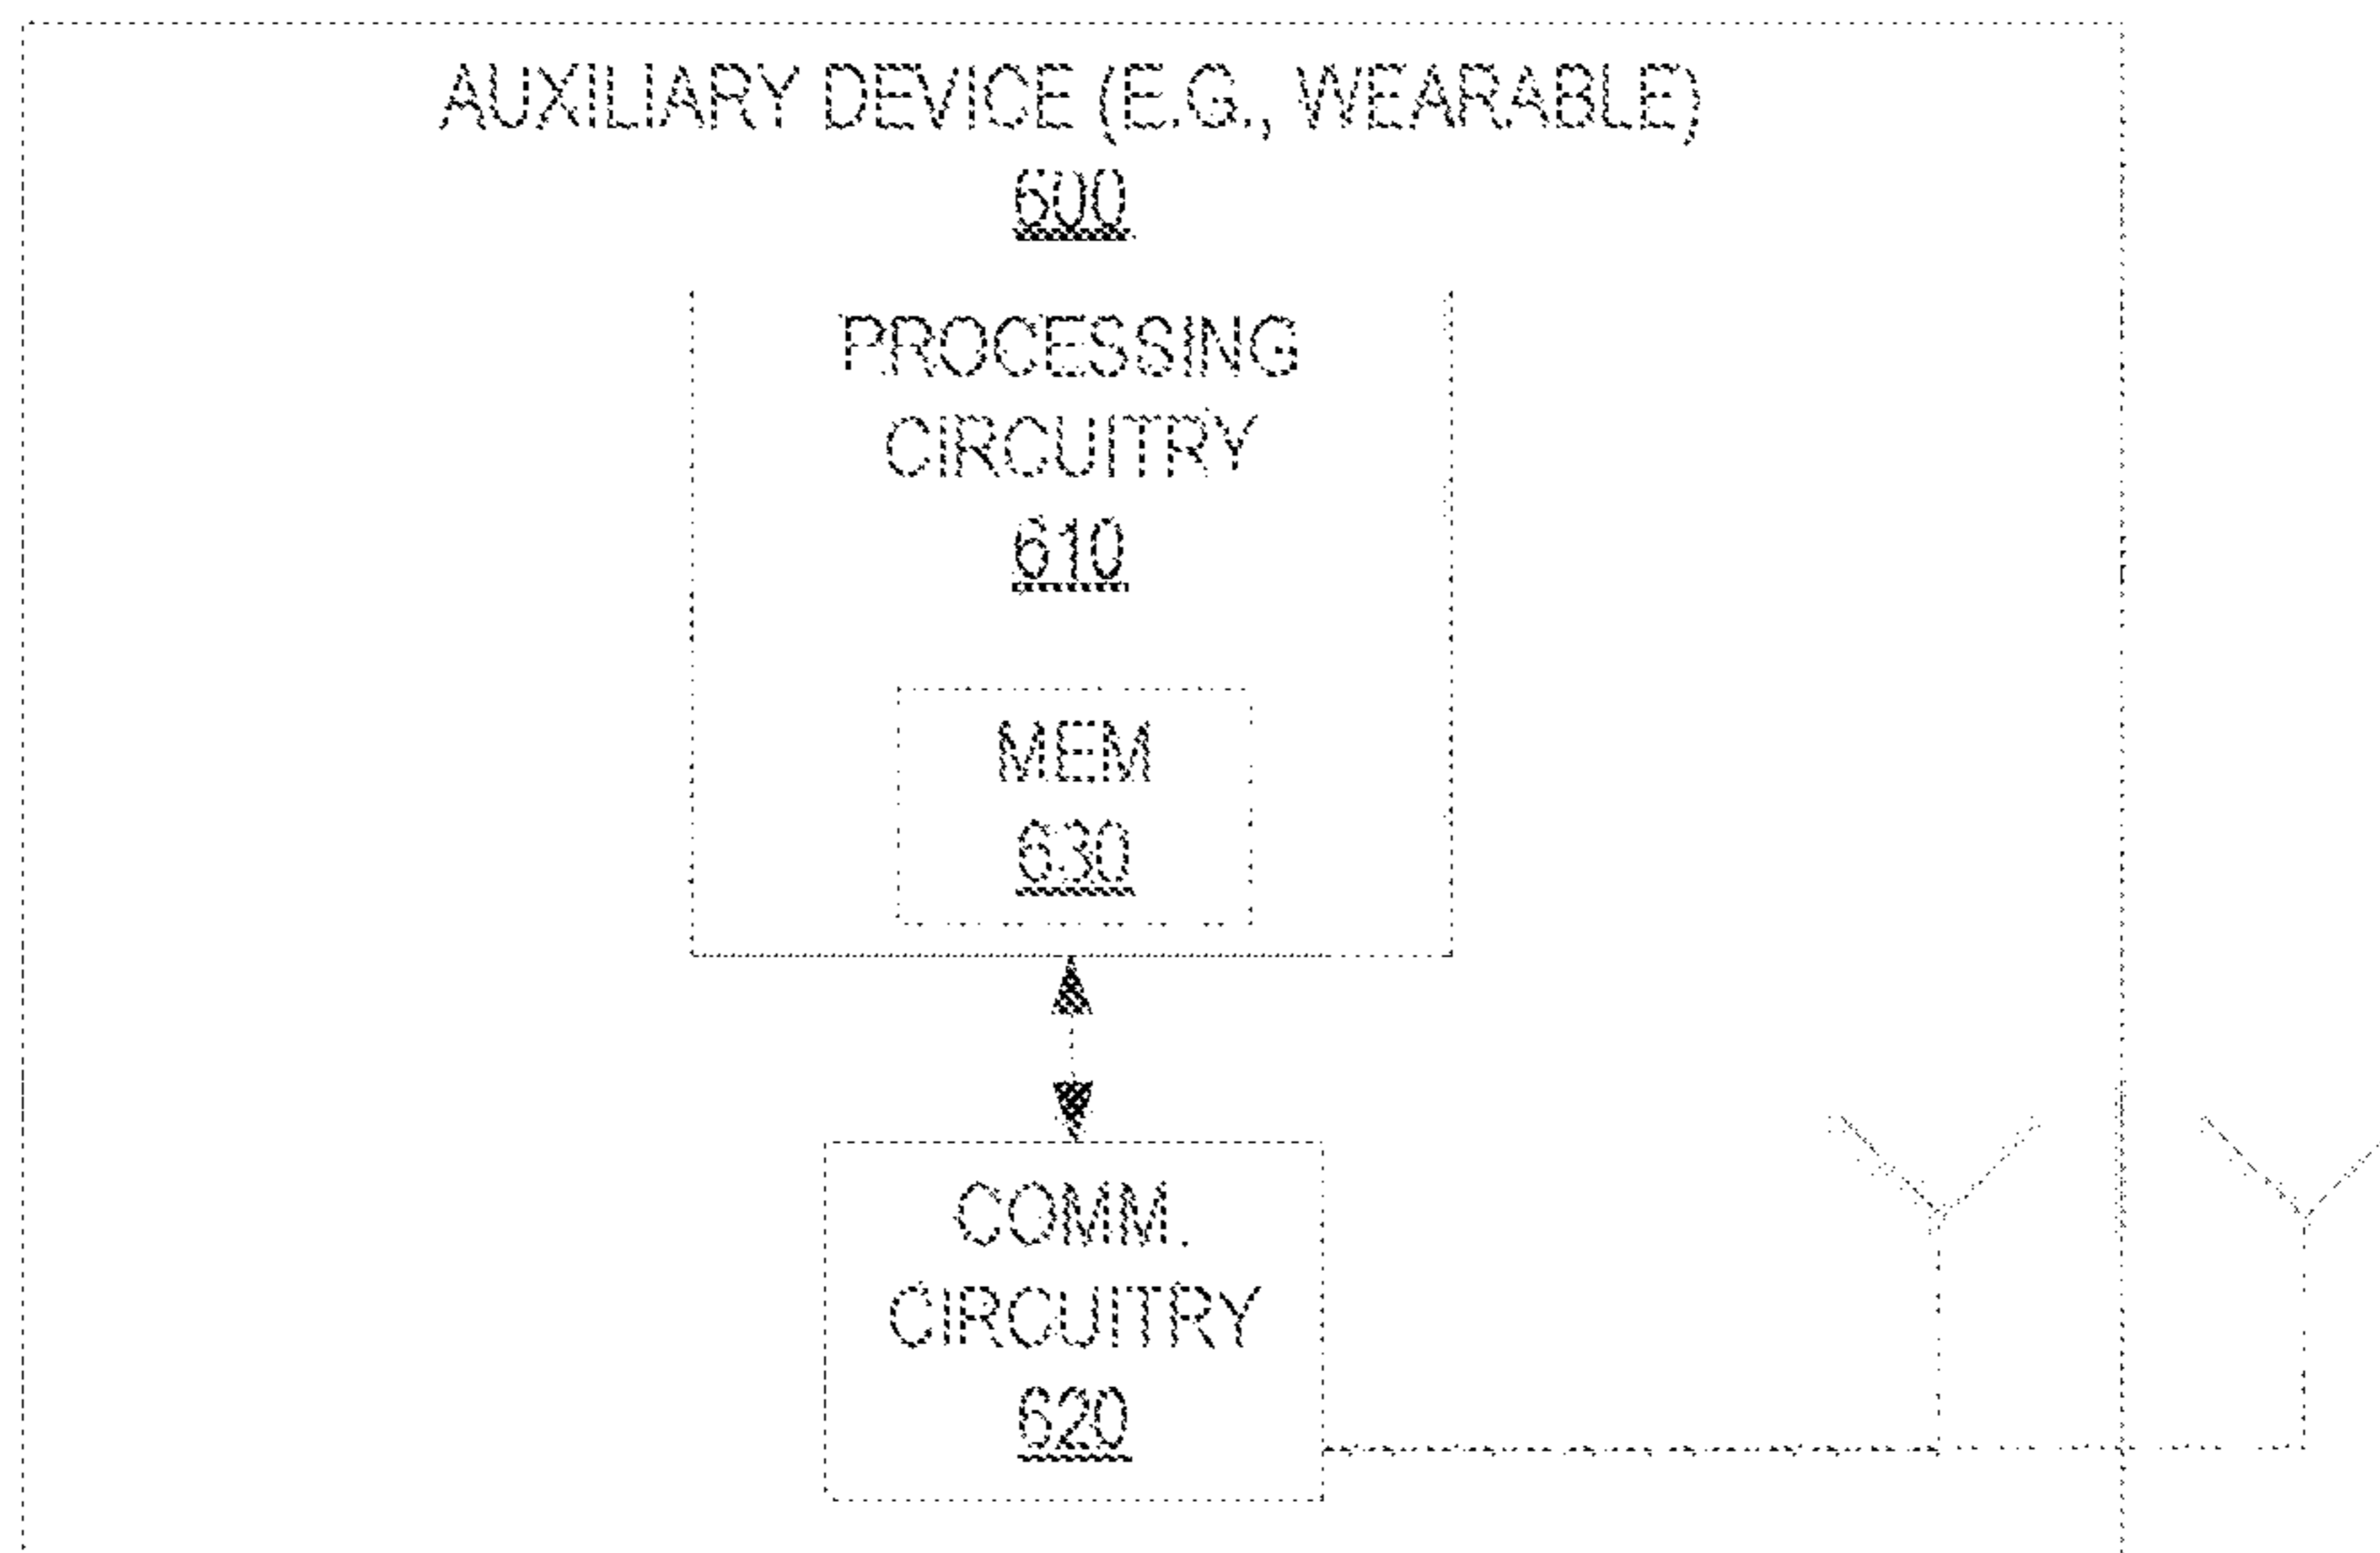 AUXILIARY DEVICE (E.G., WEARABLE)
600
PROCESSING
CIRCUITRY
610
MEM
630
COMM.
CIRCUITRY
620